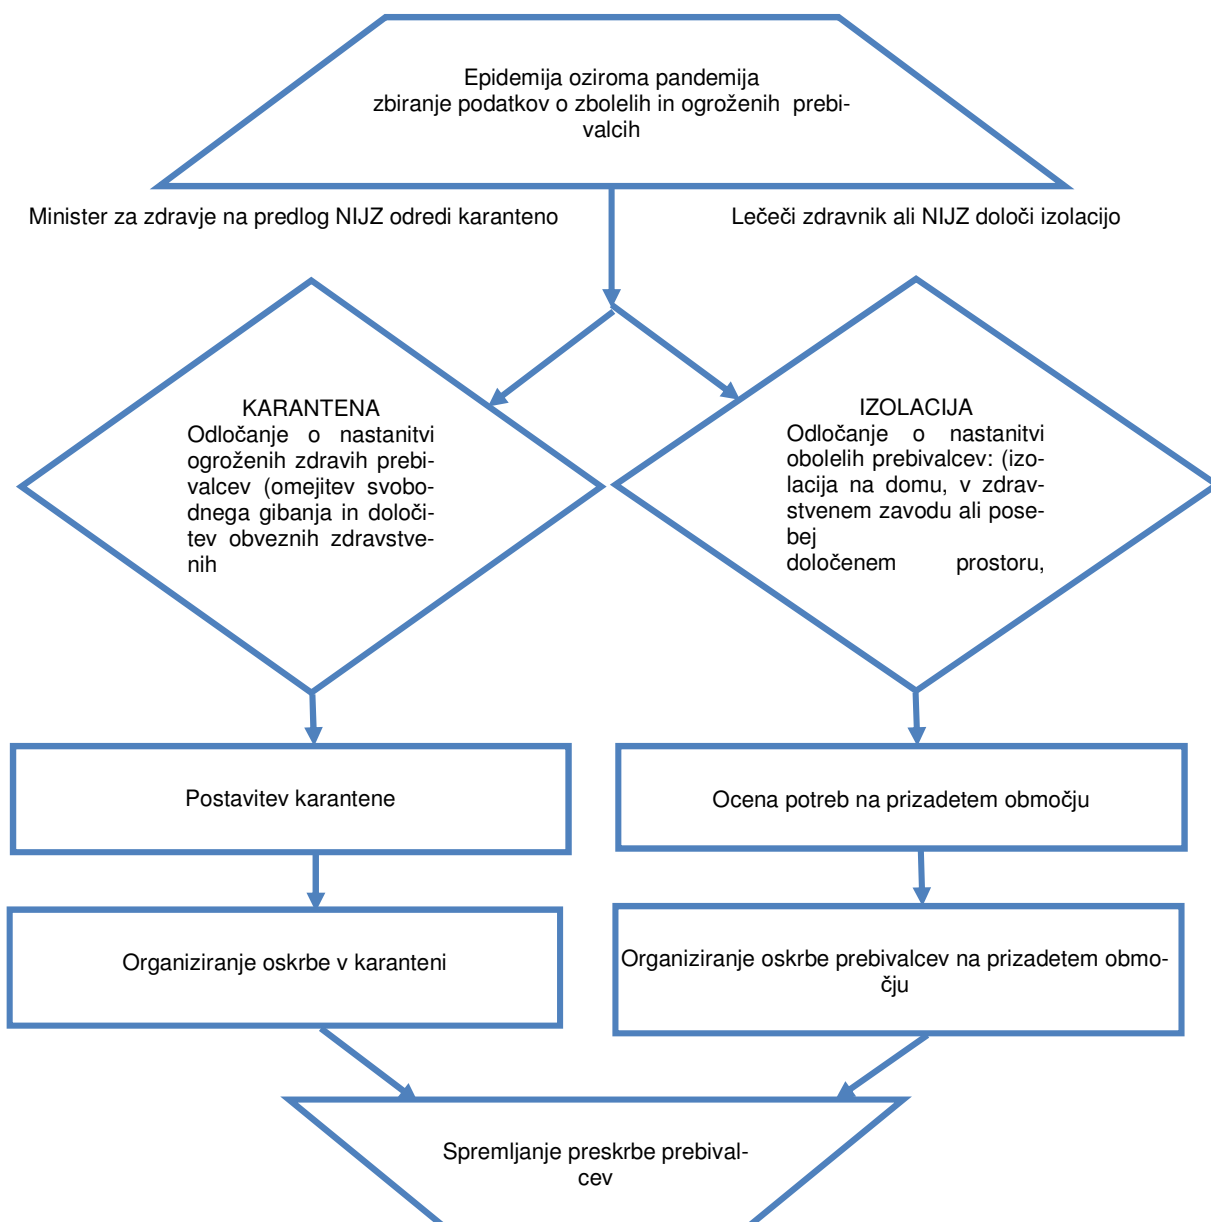 Epidemija oziroma pandemija
zbiranje podatkov o zbolelih in ogroženih prebi-
valcih
Minister za zdravje na predlog NIJZ odredi karanteno
Lečeči zdravnik ali NIJZ določi izolacijo
KARANTENA
Odločanje o nastanitvi
ogroženih zdravih prebi-
valcev (omejitev svobo-
dnega gibanja in določi-
tev obveznih zdravstve-
nih
IZOLACIJA
Odločanje o nastanitvi
obolelih prebivalcev: (izo-
lacija na domu, v zdrav-
stvenem zavodu ali pose-
bej
določenem prostoru,
Postavitev karantene
Ocena potreb na prizadetem območju
Organiziranje oskrbe v karanteni
Organiziranje oskrbe prebivalcev na prizadetem obmo-
čju
Spremljanje preskrbe prebival-
cev